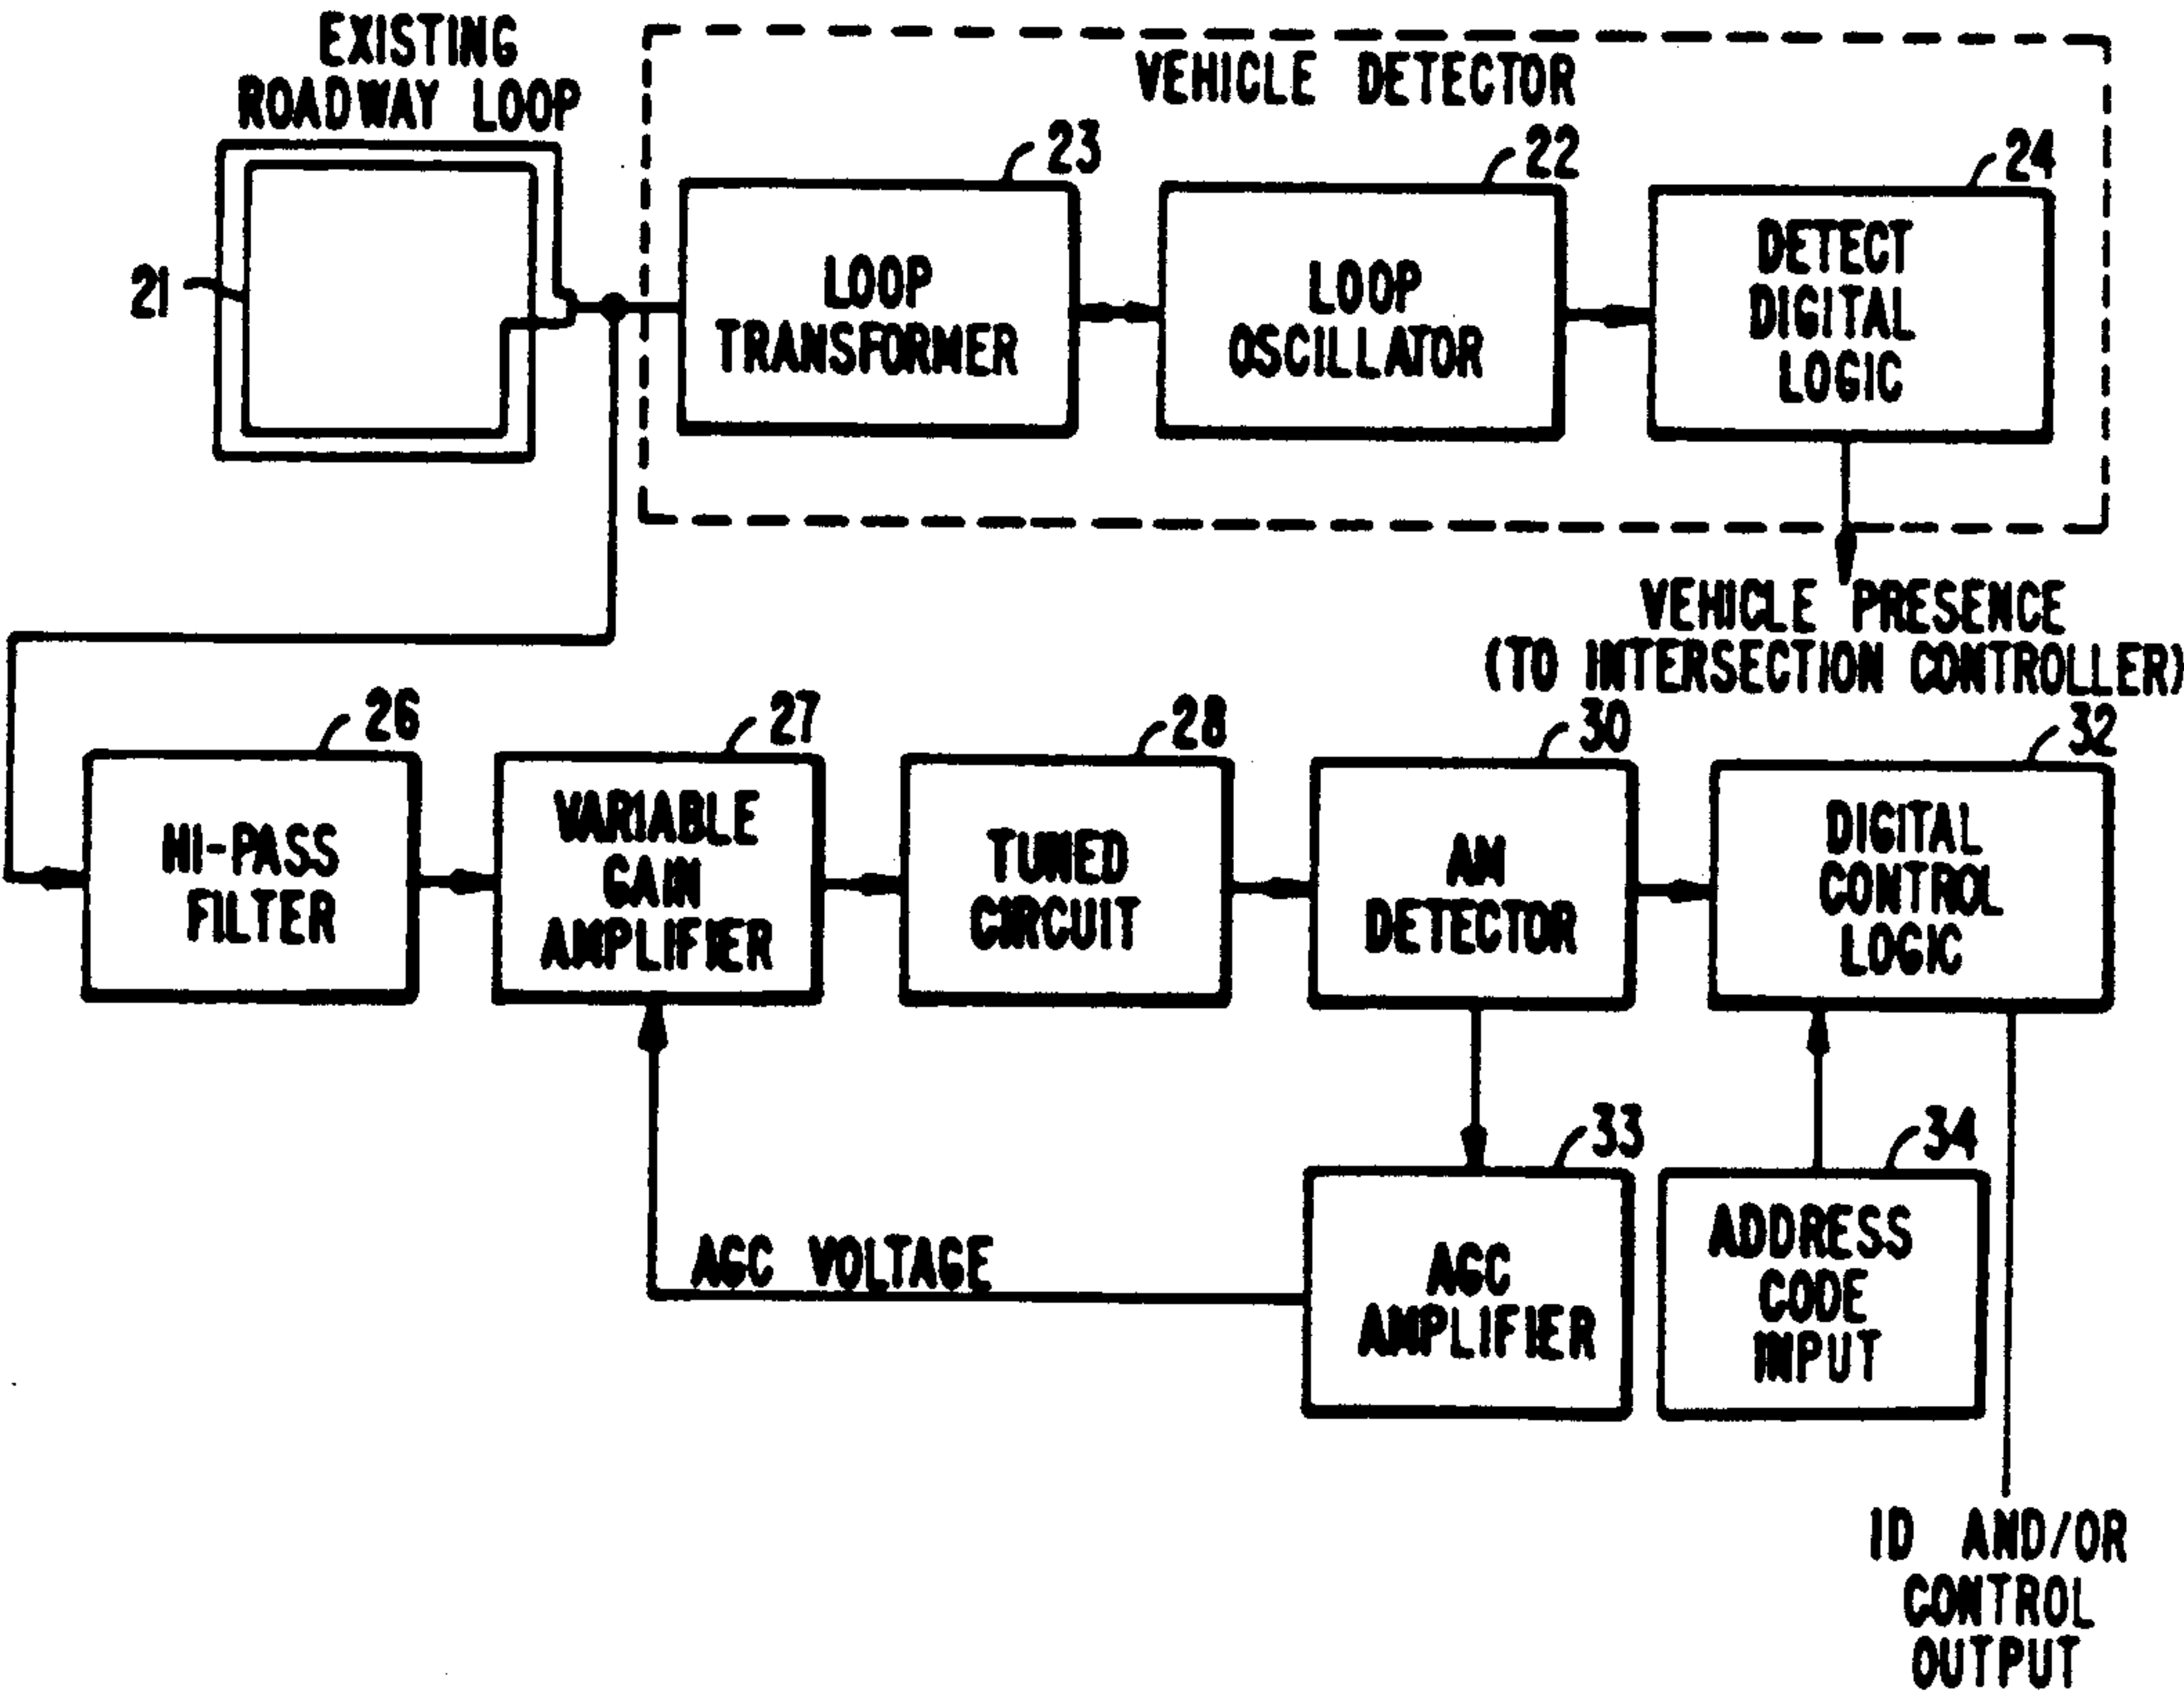 EXISTING
ROADWAY LOOP
VEHICLE DETECTOR
23
22
24
21
LOOP
TRANSFORMER
LOOP
OSCILLATOR
DETECT
DIGITAL
LOGIC
VEHICLE PRESENCE
(TO INTERSECTION CONTROLLER)
26
27
28
30
32
HI-PASS
FILTER
VARIABLE
GAIN
AMPLIFIER
TUNED
CIRCUIT
AM
DETECTOR
DIGITAL
CONTROL
LOGIC
33
34
AGC VOLTAGE
AGC
AMPLIFIER
ADDRESS
CODE
INPUT
ID AND/OR
CONTROL
OUTPUT